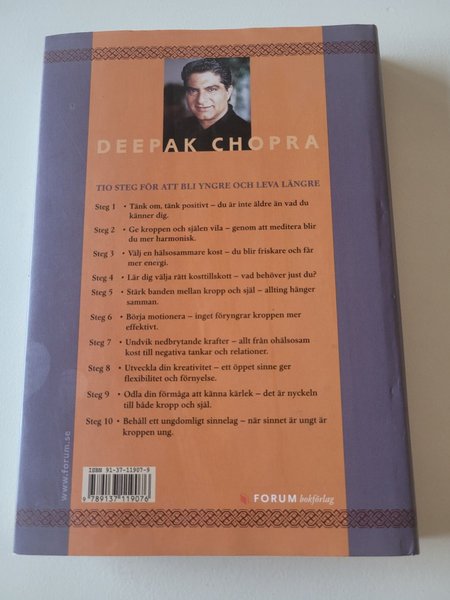 DEEPAK CHOPRA
TIO STEG FÖR ATT BLI YNGRE OCH LEVA LÄNGRE
Steg 1 • Tänk om, tänk positivt – du är inte äldre än vad du
känner dig.
Steg 2 • Ge kroppen och själen vila – genom att meditera blir
du mer harmonisk.
Steg 3 • Välj en hälsosammare kost – du blir friskare och får
mer energi.
Steg 4 • Lär dig välja rätt kosttillskott – vad behöver just du?
Steg 5 • Stärk banden mellan kropp och själ – allting hänger
samman.
Steg 6 • Börja motionera – inget föryngrar kroppen mer
effektivt.
Steg 7 • Undvik nedbrytande krafter – allt från ohälsosam
kost till negativa tankar och relationer.
Steg 8 • Utveckla din kreativitet – ett öppet sinne ger
flexibilitet och förnyelse.
Steg 9 • Odla din förmåga att känna kärlek – det är nyckeln
till både kropp och själ.
Steg 10 • Behåll ett ungdomligt sinnelag – när sinnet är ungt är
kroppen ung.
www.forum.se
ISBN 91-37-11907-9
9 789137 119076
FORUM bokförlag